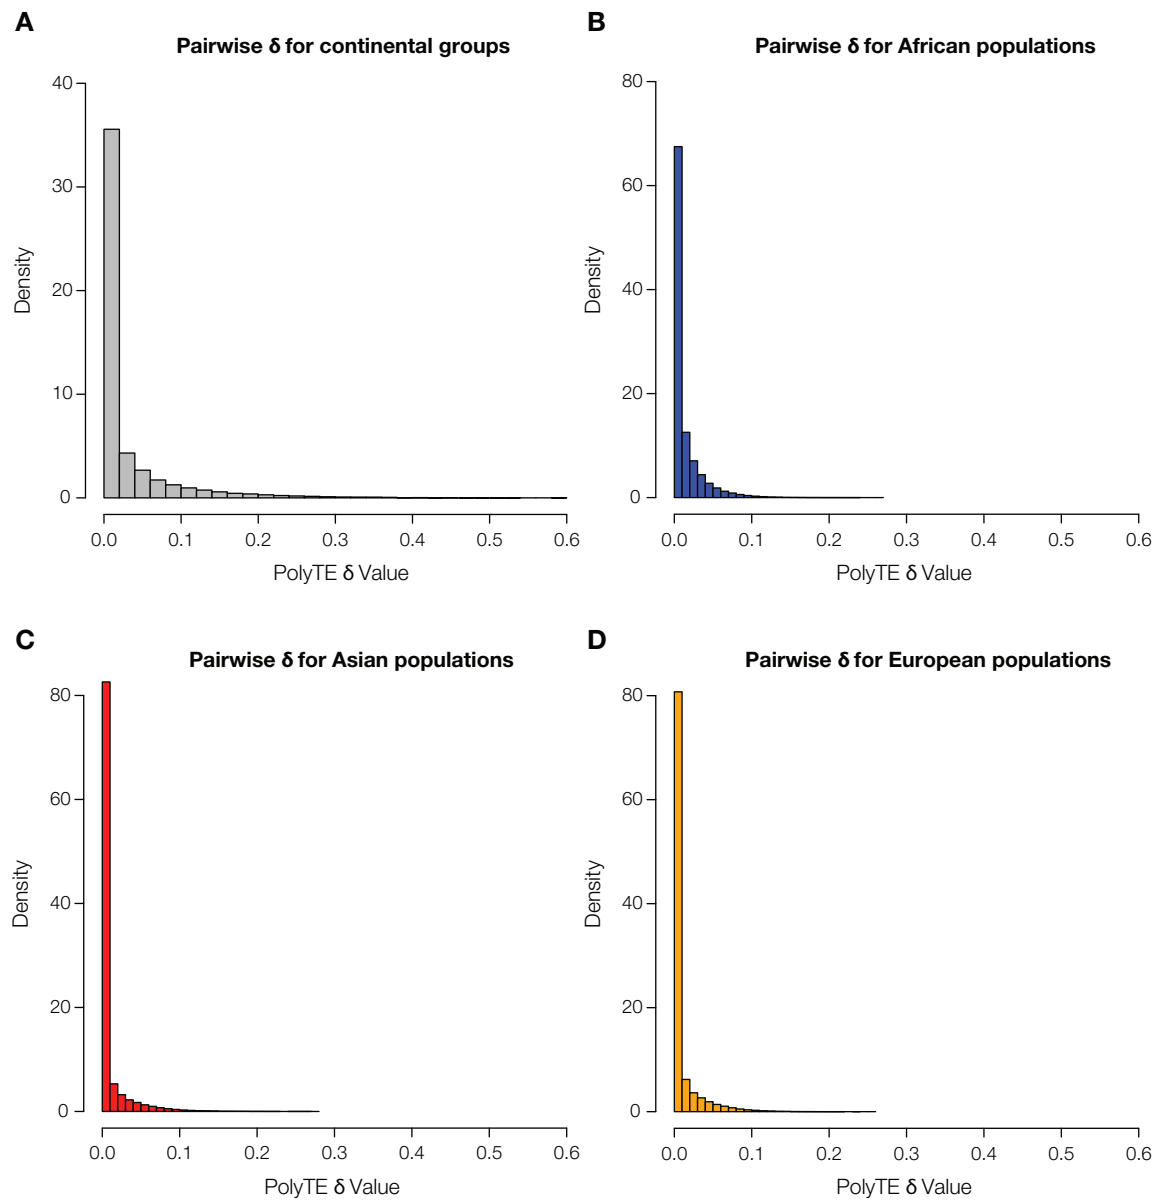 A
Pairwise δ for continental groups
40
30
20
10
0
Density
0.0 0.1 0.2 0.3 0.4 0.5 0.6
PolyTE δ Value
B
Pairwise δ for African populations
80
60
40
20
0
Density
0.0 0.1 0.2 0.3 0.4 0.5 0.6
PolyTE δ Value
C
Pairwise δ for Asian populations
80
60
40
20
0
Density
0.0 0.1 0.2 0.3 0.4 0.5 0.6
PolyTE δ Value
D
Pairwise δ for European populations
80
60
40
20
0
Density
0.0 0.1 0.2 0.3 0.4 0.5 0.6
PolyTE δ Value